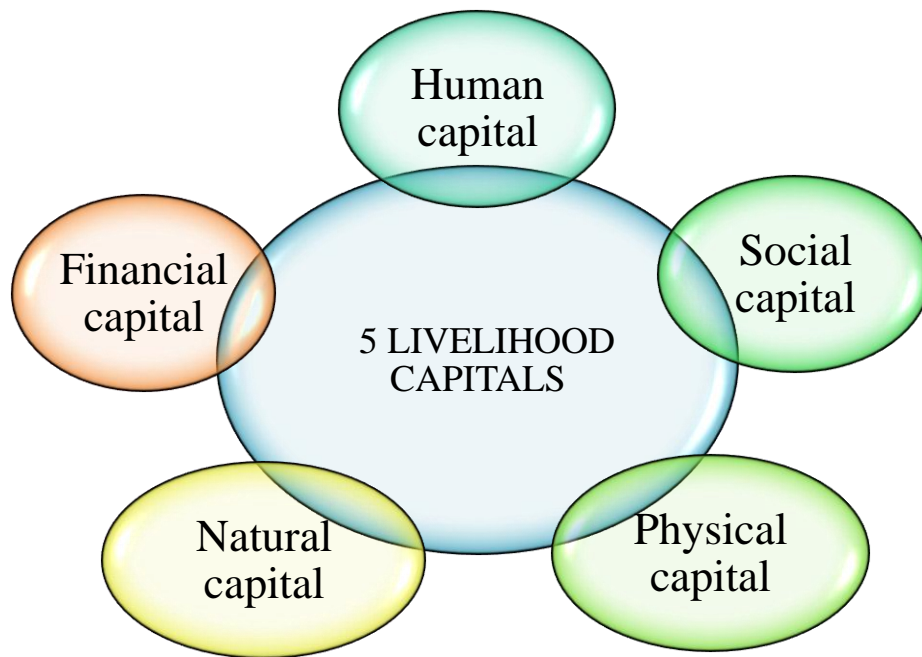 Human
capital
Social
capital
Financial
capital
5 LIVELIHOOD
CAPITALS
Natural
capital
Physical
capital